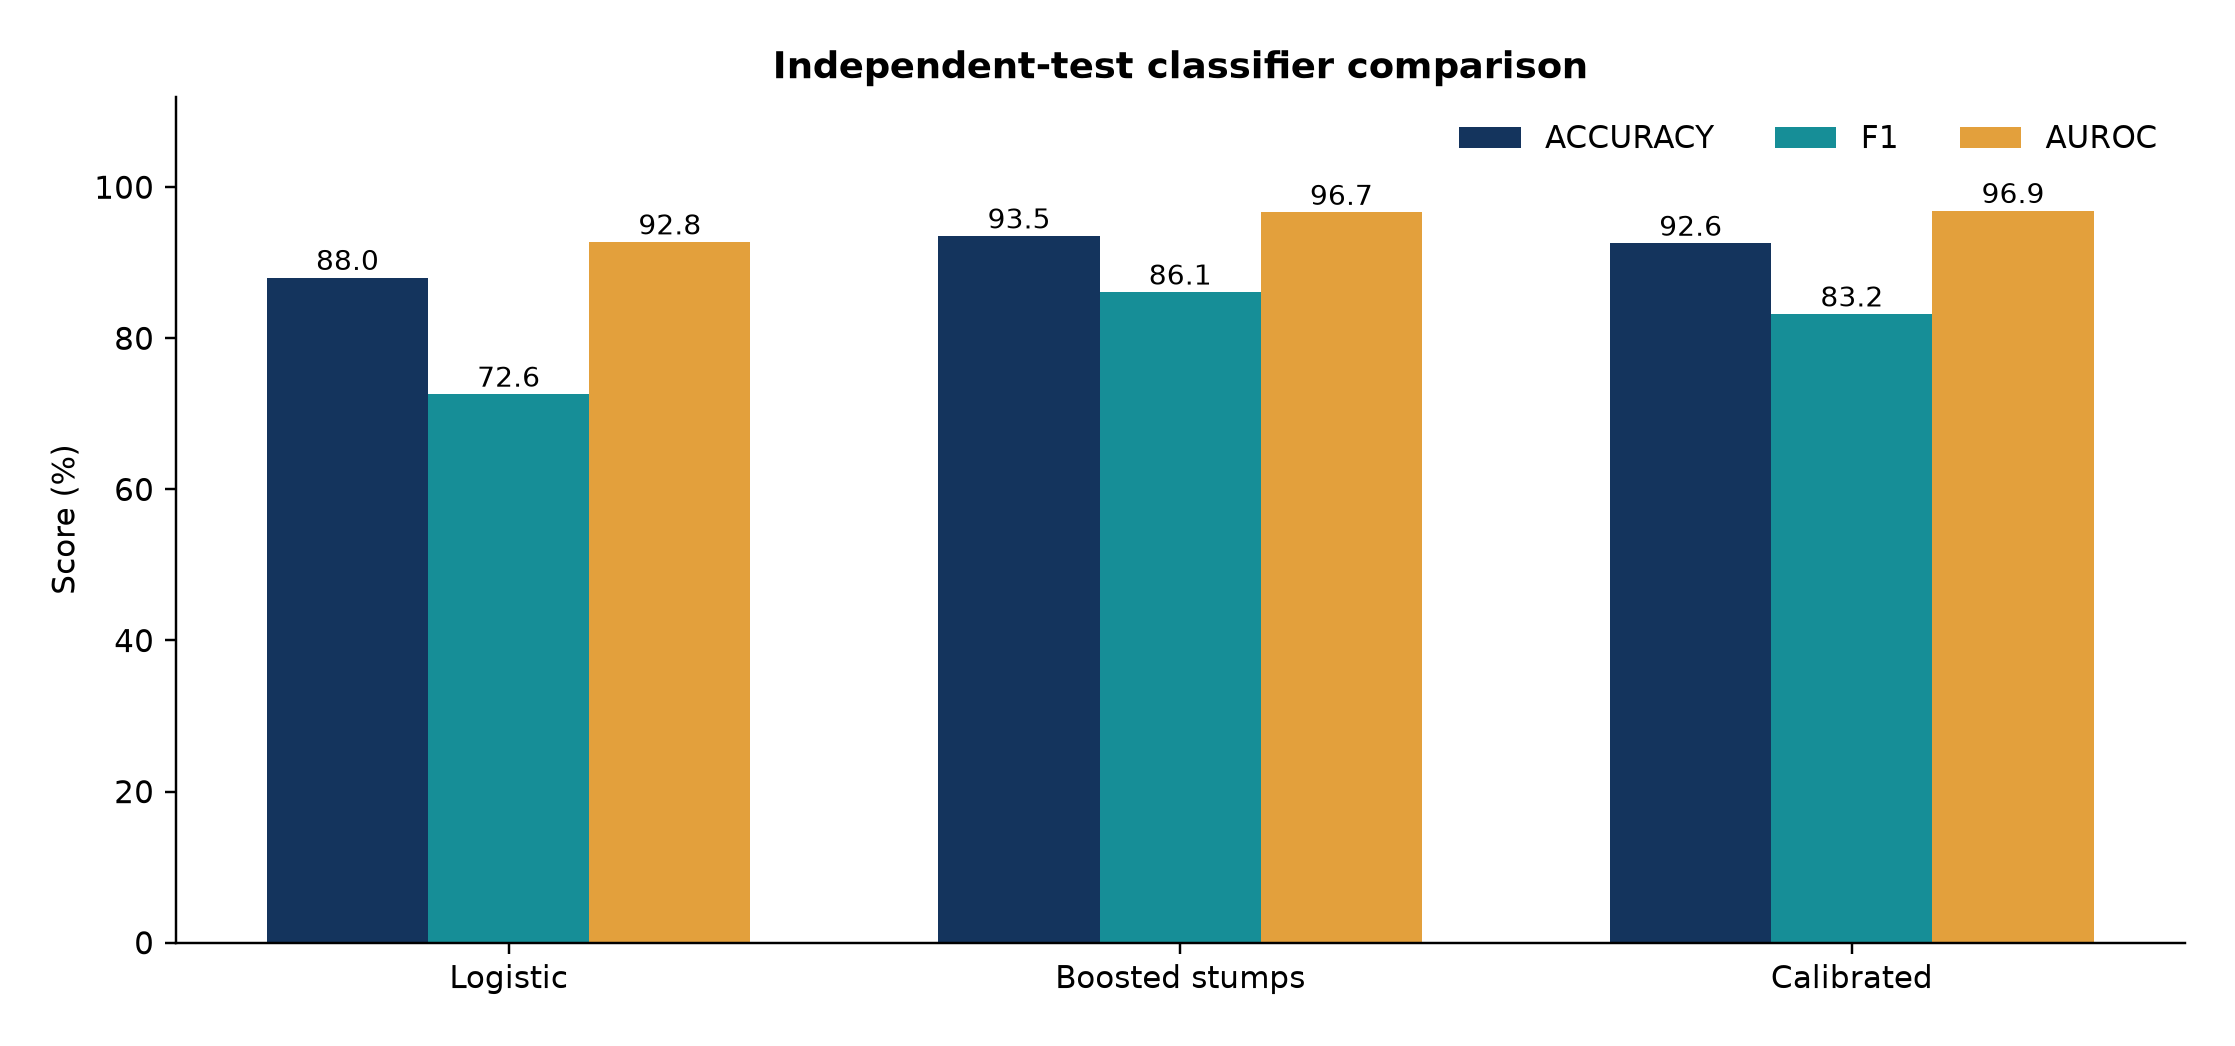 Independent-test classifier comparison
ACCURACY F1 AUROC
Score (%)
100
80
60
40
20
0
88.0 72.6 92.8
93.5 86.1 96.7
92.6 83.2 96.9
Logistic Boosted stumps Calibrated